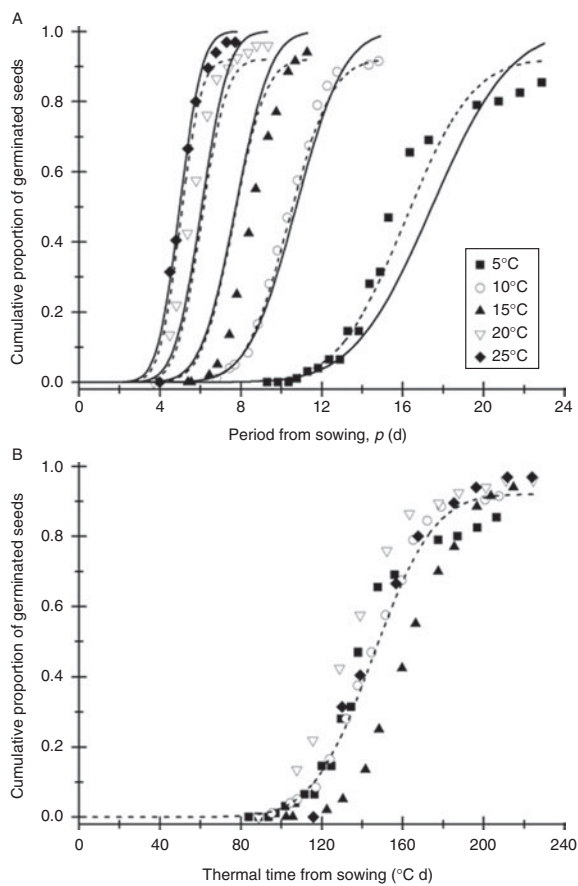 A
1.0
0.8
0.6
0.4
0.2
0.0
Cumulative proportion of germinated seeds
5°C
10°C
15°C
20°C
25°C
0 4 8 12 16 20 24
Period from sowing, p (d)
B
1.0
0.8
0.6
0.4
0.2
0.0
Cumulative proportion of germinated seeds
0 40 80 120 160 200 240
Thermal time from sowing (°C d)